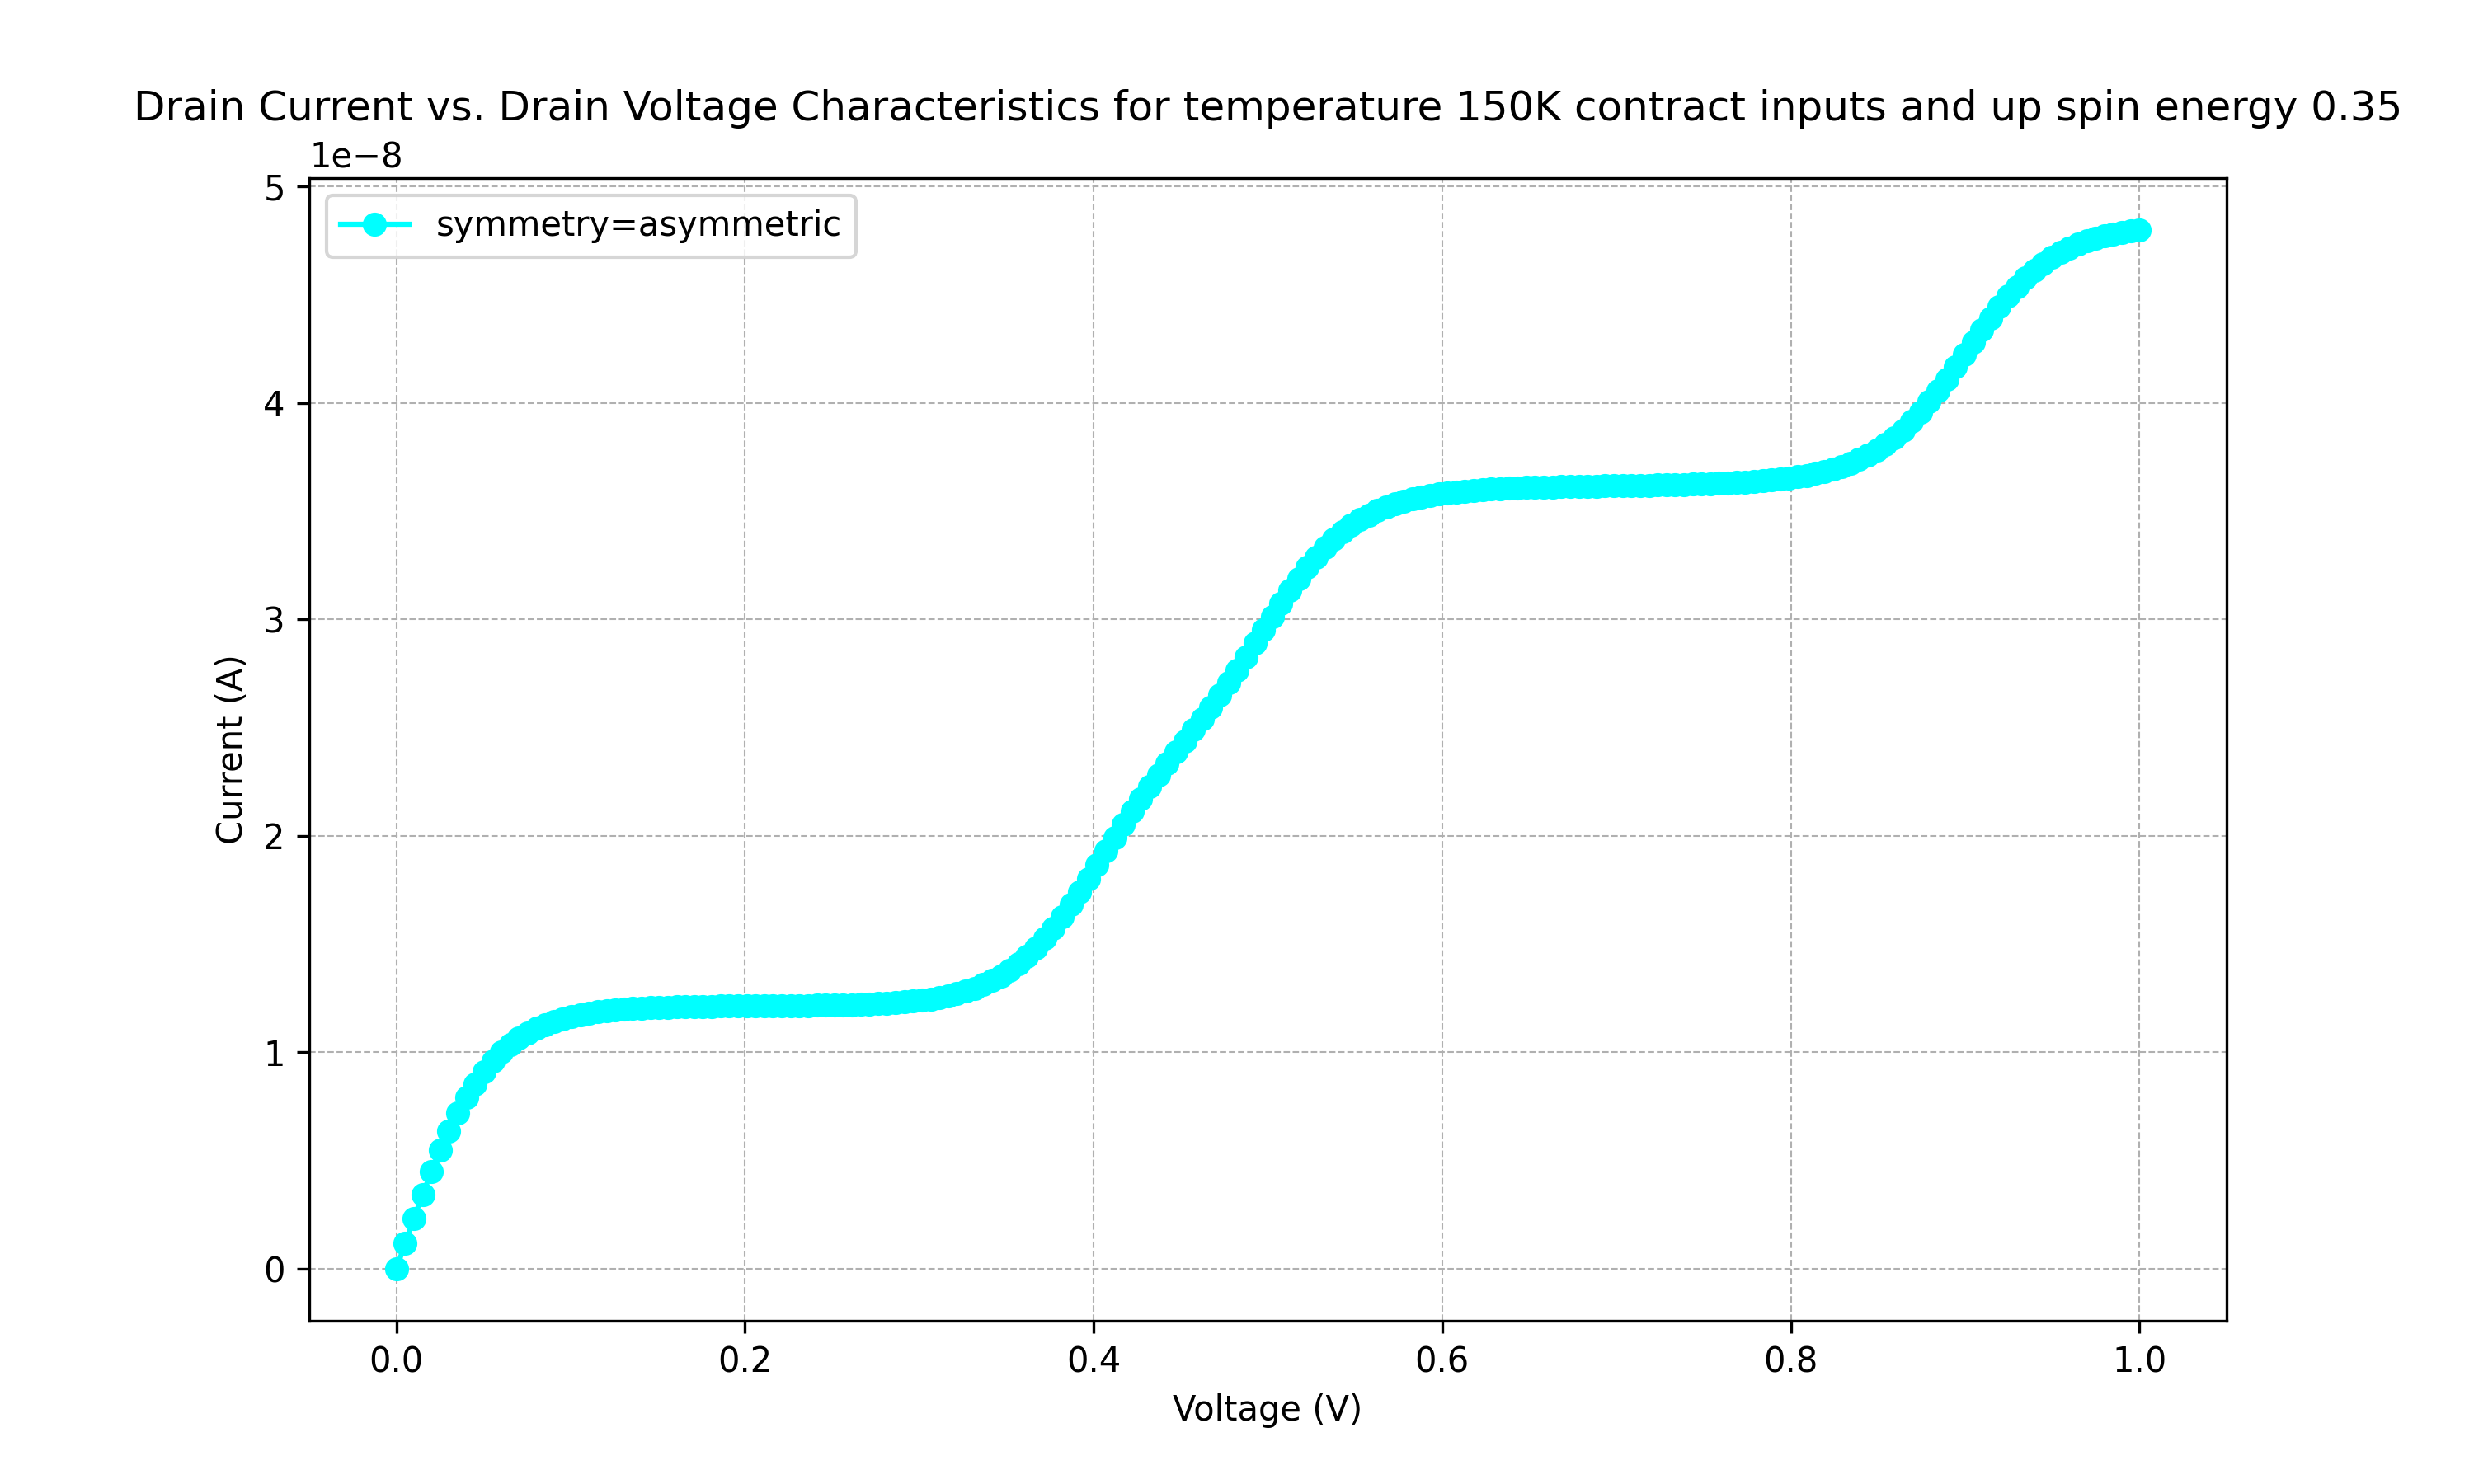 Drain Current vs. Drain Voltage Characteristics for temperature 150K contract inputs and up spin energy 0.35
1e−8
symmetry=asymmetric
5
4
3
2
1
0
Current (A)
0.0 0.2 0.4 0.6 0.8 1.0
Voltage (V)